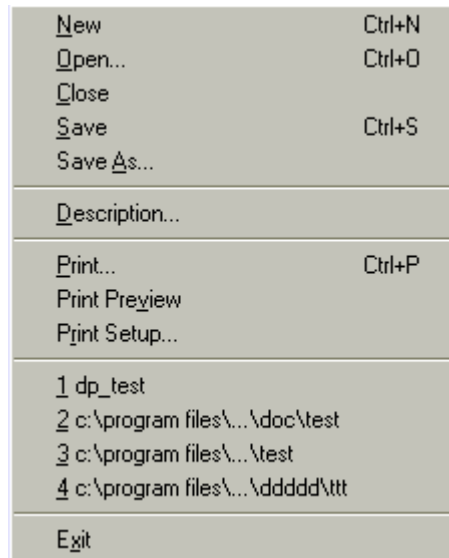 New Ctrl+N
Open... Ctrl+O
Close
Save Ctrl+S
Save As...
Description...
Print... Ctrl+P
Print Preview
Print Setup...
1 dp_test
2 c:\program files\...\doc\test
3 c:\program files\...\test
4 c:\program files\...\ddddd\ttt
Exit